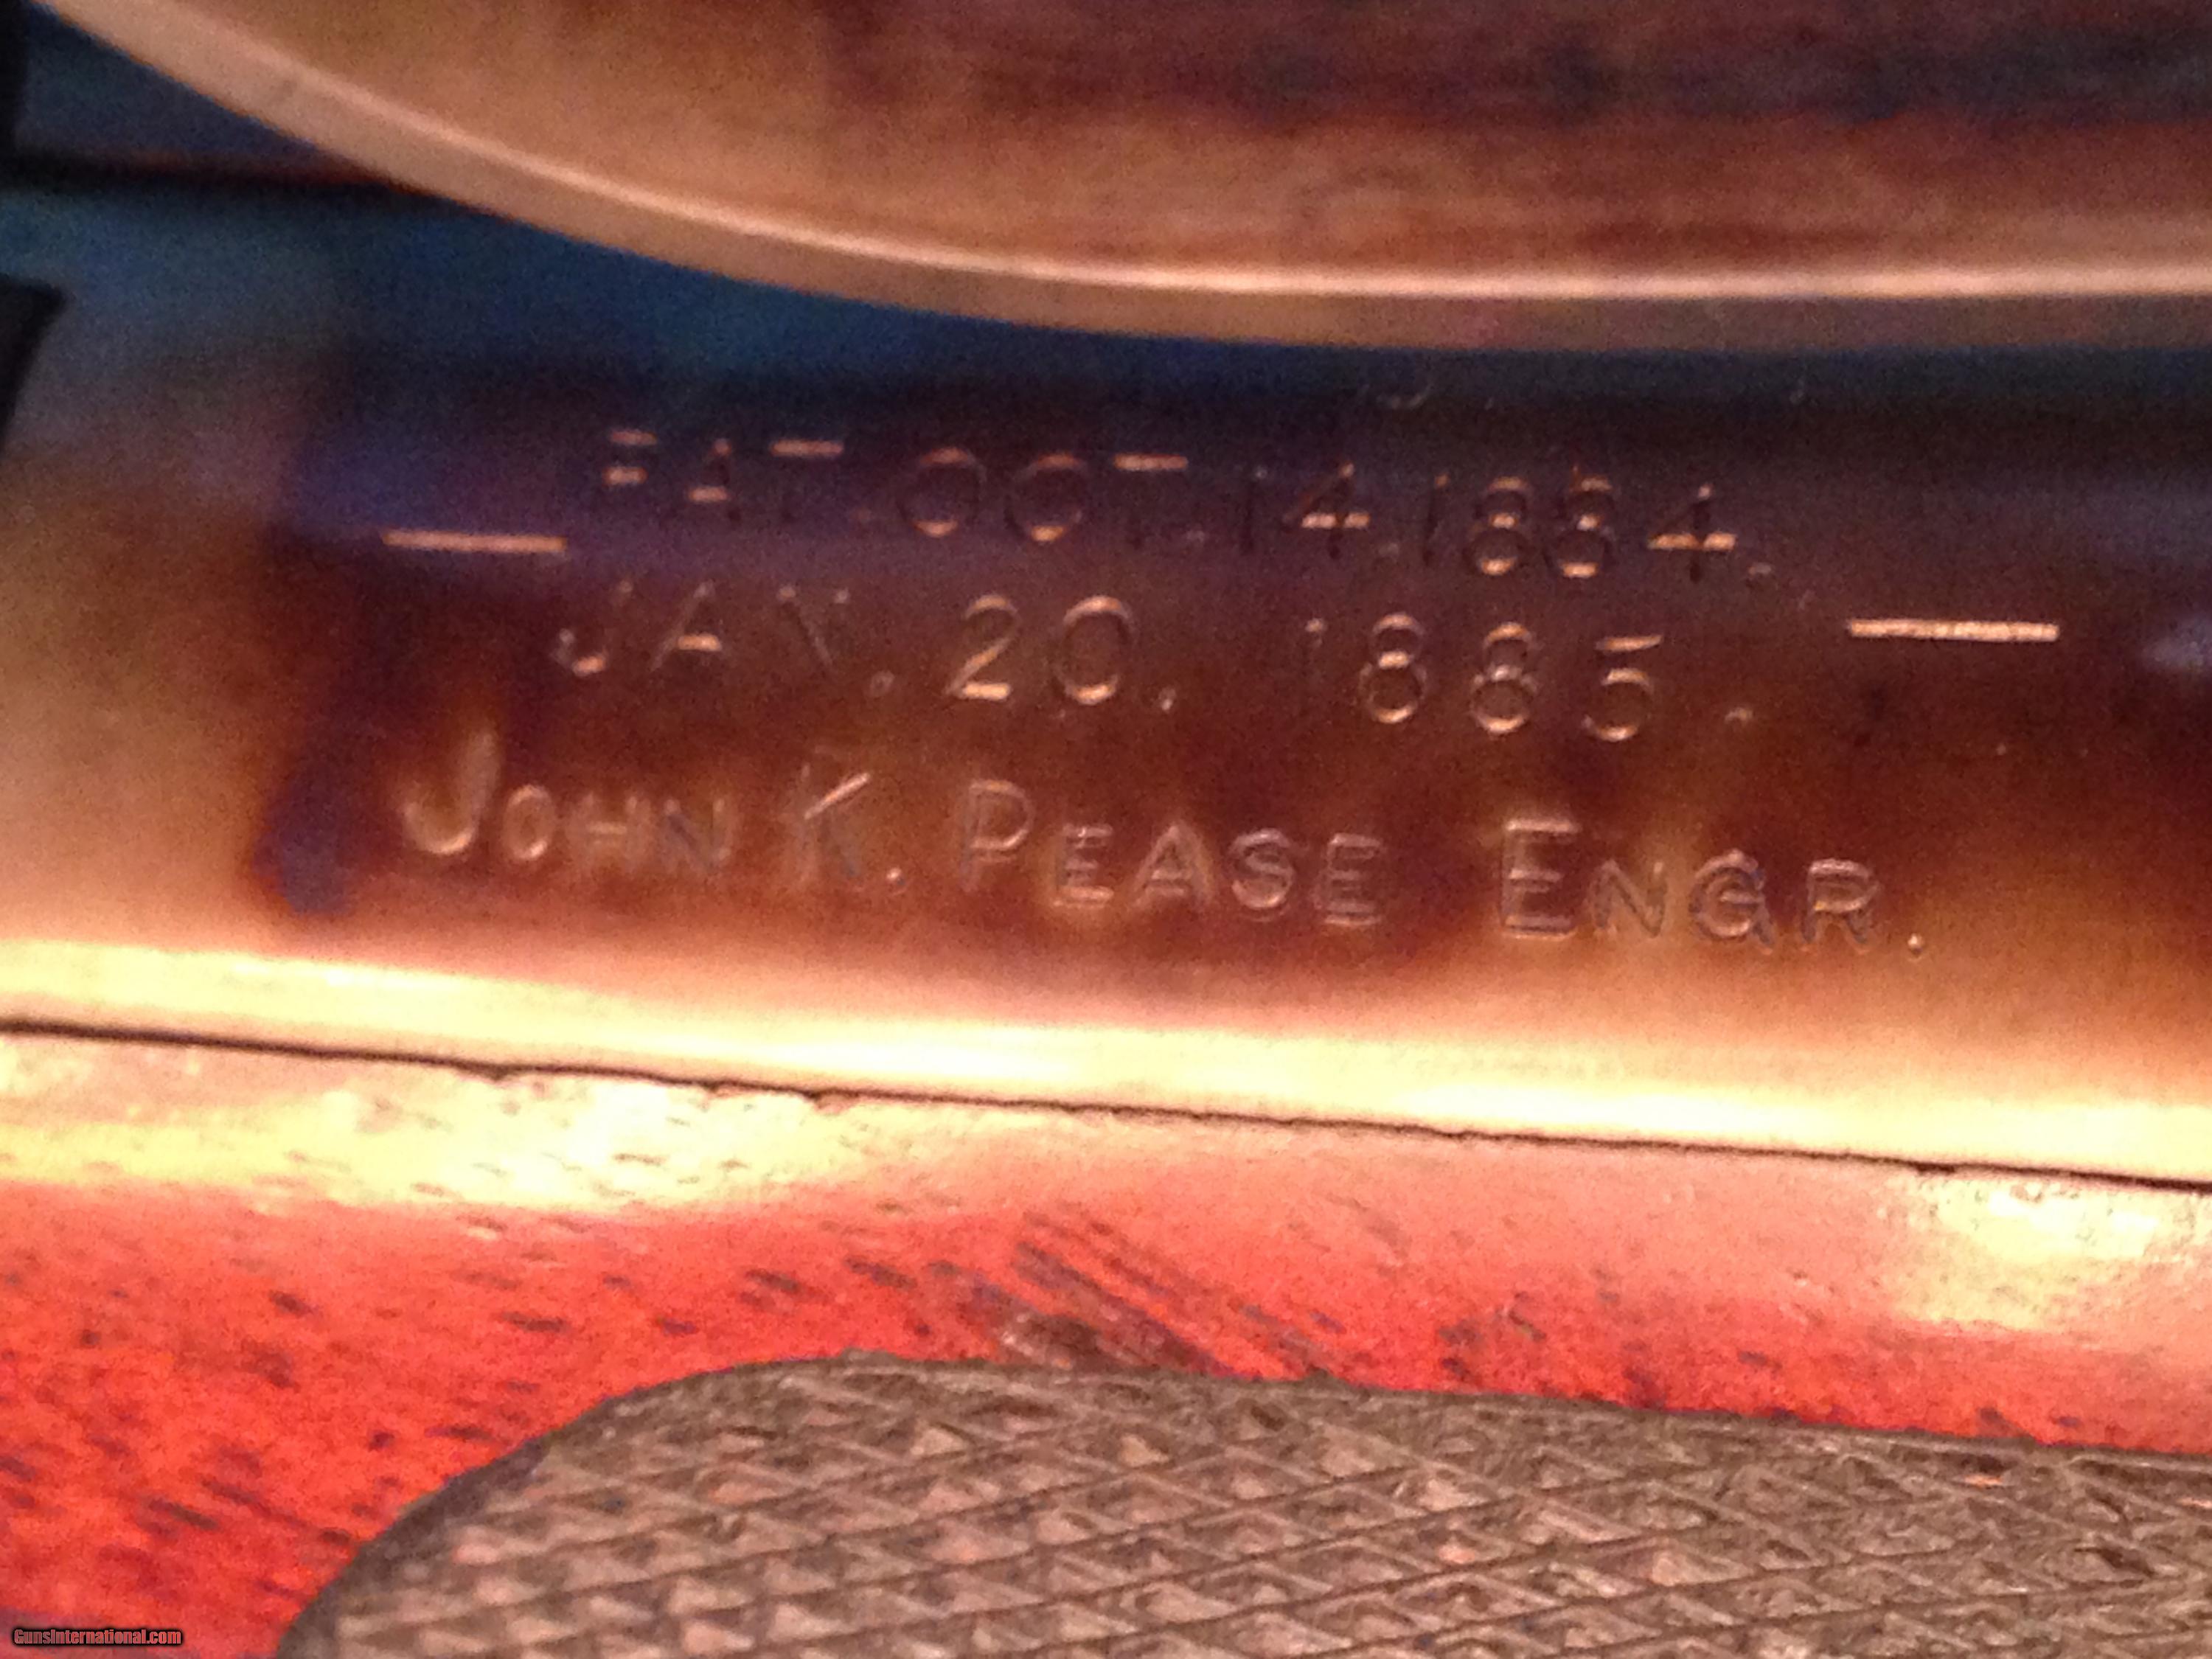 PAT. OCT. 14. 1884.
JAN. 20. 1885.
JOHN K. PEASE ENGR.
GunsInternational.com